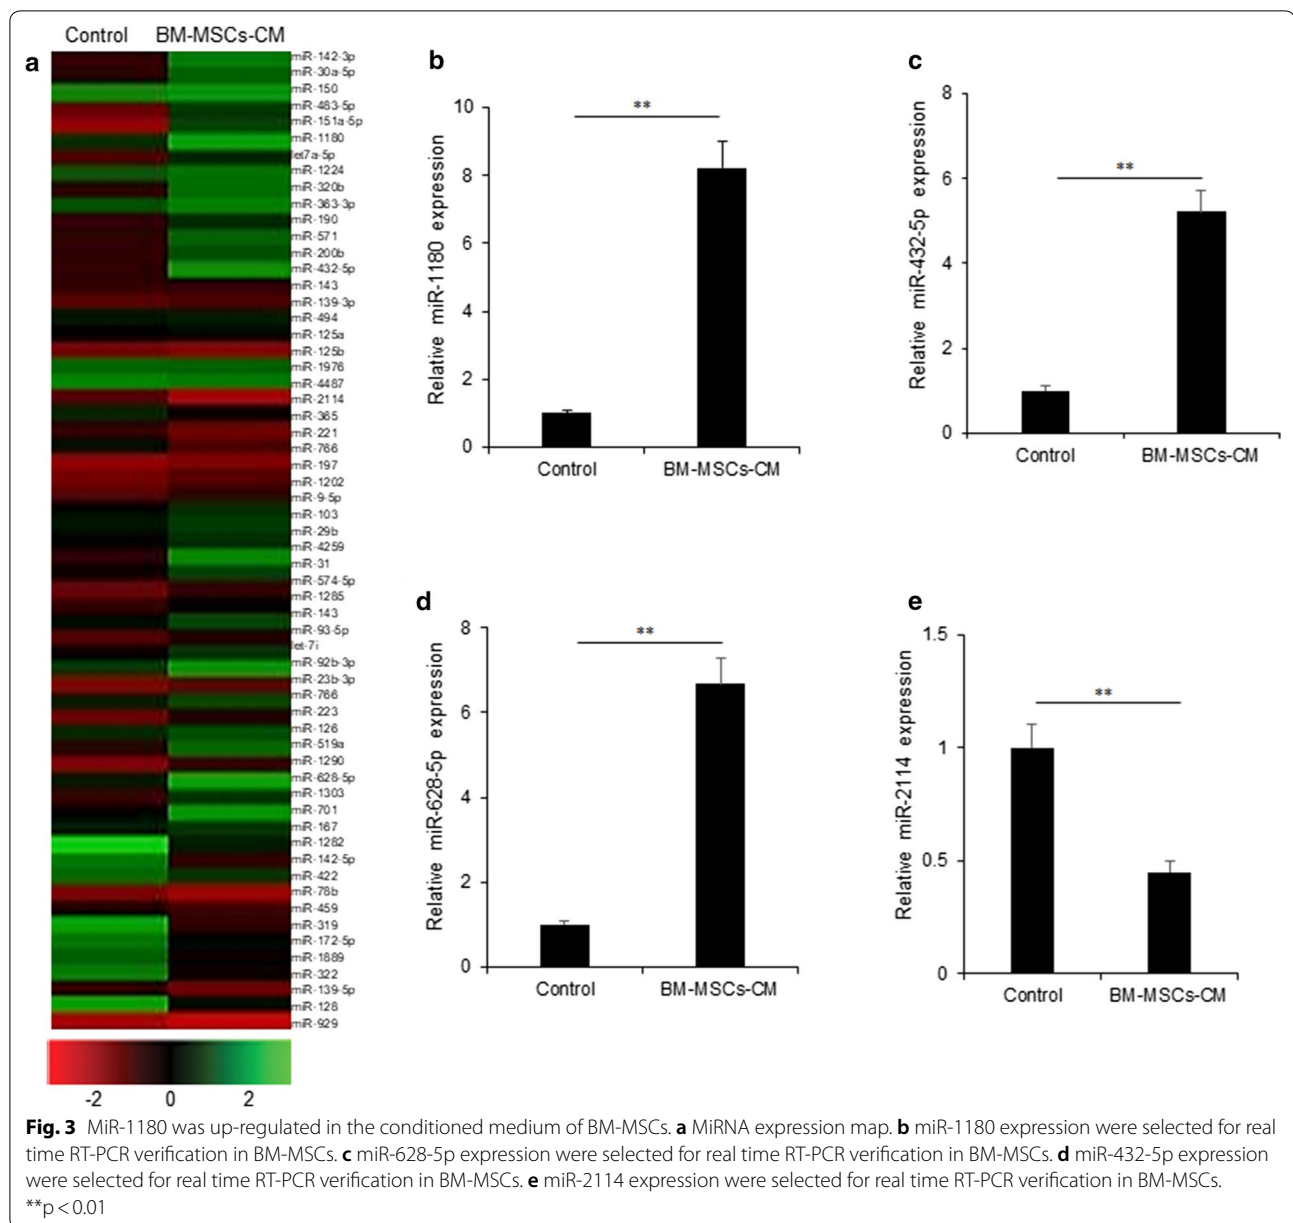 Control BM-MSCs-CM
a
miR-142-3p
miR-30a-5p
miR-150
miR-483-5p
miR-151a-5p
miR-1180
let7a-5p
miR-1224
miR-320b
miR-363-3p
miR-190
miR-571
miR-200b
miR-432-5p
miR-143
miR-139-3p
miR-494
miR-125a
miR-125b
miR-1976
miR-4487
miR-2114
miR-365
miR-221
miR-766
miR-197
miR-1202
miR-9-5p
miR-103
miR-29b
miR-4259
miR-31
miR-574-5p
miR-1285
miR-143
miR-93-5p
let-7i
miR-92b-3p
miR-23b-3p
miR-766
miR-223
miR-126
miR-519a
miR-1290
miR-628-5p
miR-1303
miR-701
miR-167
miR-1282
miR-142-5p
miR-422
miR-78b
miR-459
miR-319
miR-172-5p
miR-1889
miR-322
miR-139-5p
miR-128
miR-929
-2 0 2
b
Relative miR-1180 expression
10
8
6
4
2
0
**
Control BM-MSCs-CM
c
Relative miR-432-5p expression
8
6
4
2
0
**
Control BM-MSCs-CM
d
Relative miR-628-5p expression
8
6
4
2
0
**
Control BM-MSCs-CM
e
Relative miR-2114 expression
1.5
1
0.5
0
**
Control BM-MSCs-CM
Fig. 3 MiR-1180 was up-regulated in the conditioned medium of BM-MSCs. a MiRNA expression map. b miR-1180 expression were selected for real
time RT-PCR verification in BM-MSCs. c miR-628-5p expression were selected for real time RT-PCR verification in BM-MSCs. d miR-432-5p expression
were selected for real time RT-PCR verification in BM-MSCs. e miR-2114 expression were selected for real time RT-PCR verification in BM-MSCs.
**p < 0.01